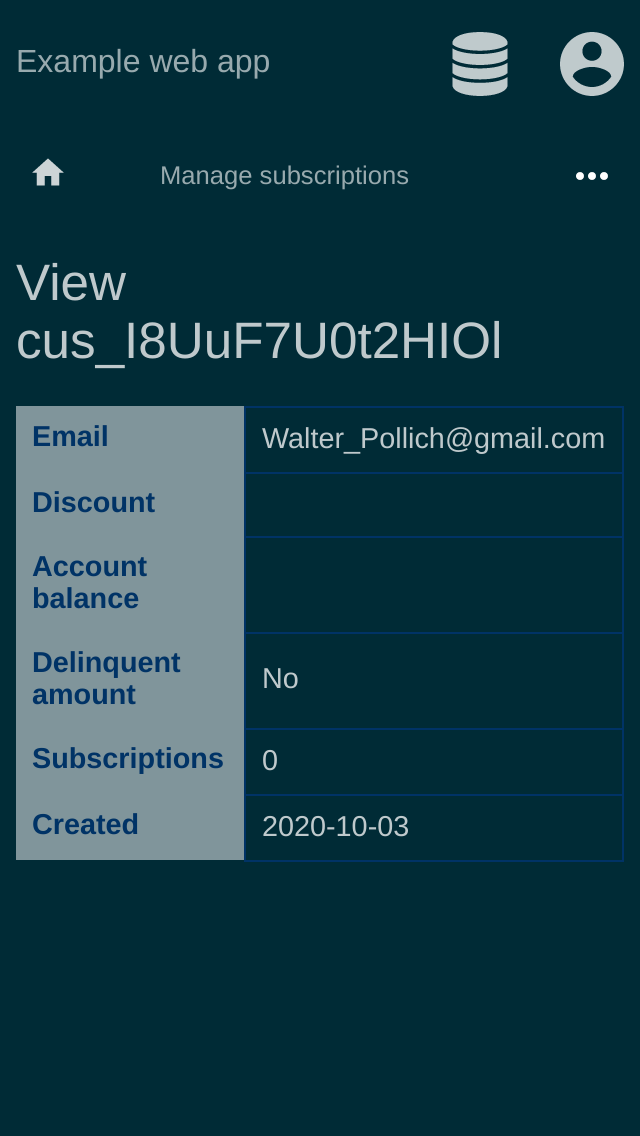 Example web app
Manage subscriptions
View
cus_I8UuF7U0t2HIOl
Email Walter_Pollich@gmail.com
Discount
Account
balance
Delinquent
amount No
Subscriptions 0
Created 2020-10-03